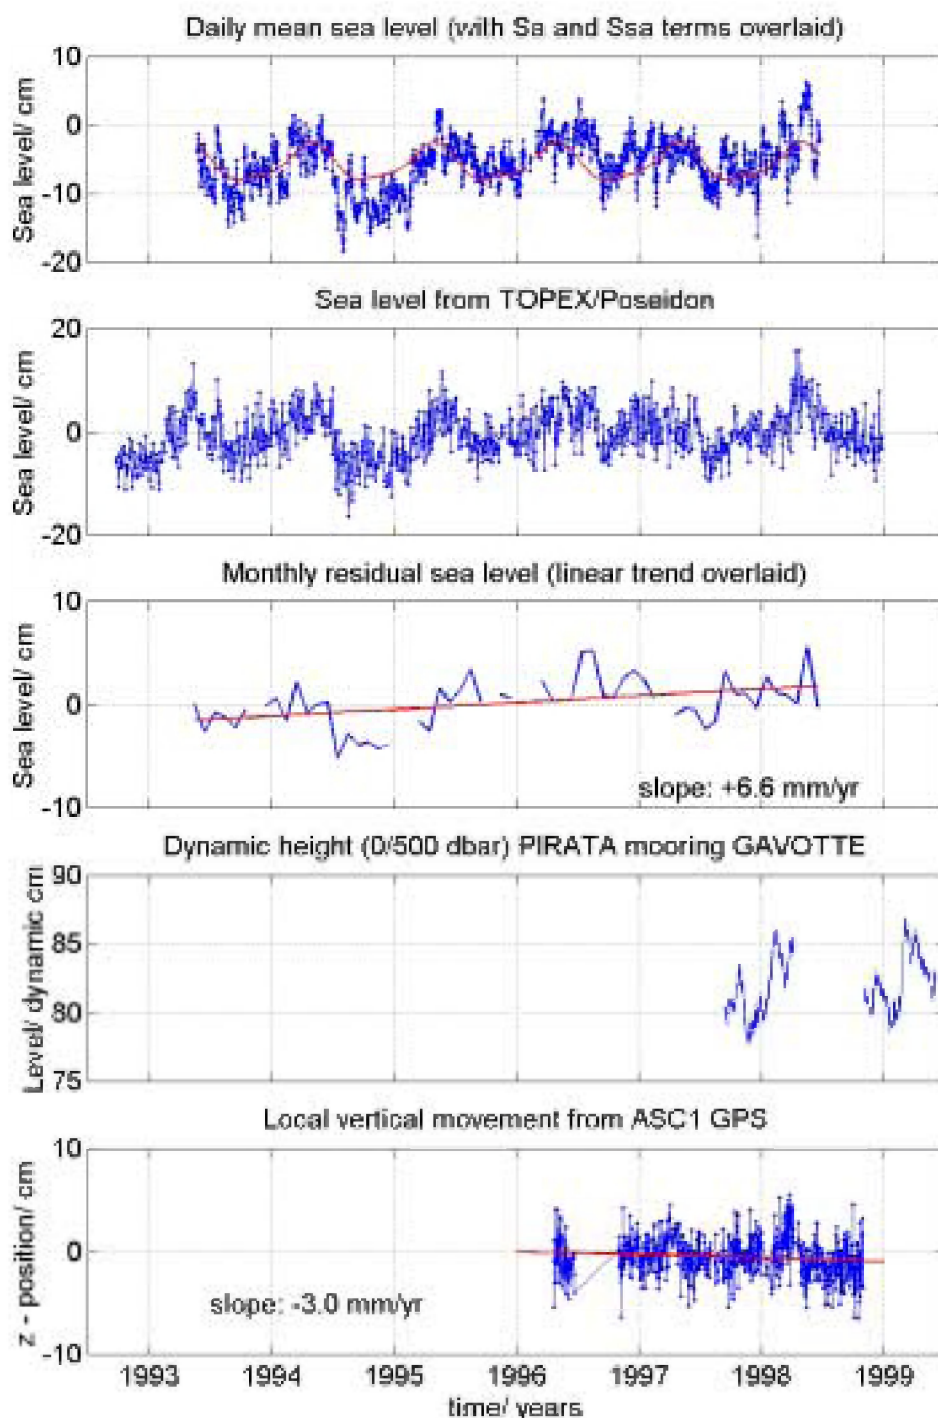 Daily mean sea level (with Sa and Ssa terms overlaid)
10
0
-10
-20
Sea level/ cm
Sea level from TOPEX/Poseidon
20
0
-20
Sea level/ cm
Monthly residual sea level (linear trend overlaid)
10
0
-10
Sea level/ cm
slope: +6.6 mm/yr
Dynamic height (0/500 dbar) PIRATA mooring GAVOTTE
90
85
80
75
Level/ dynamic cm
Local vertical movement from ASC1 GPS
10
0
-10
z - position/ cm
slope: -3.0 mm/yr
1993 1994 1995 1996 1997 1998 1999
time/ years